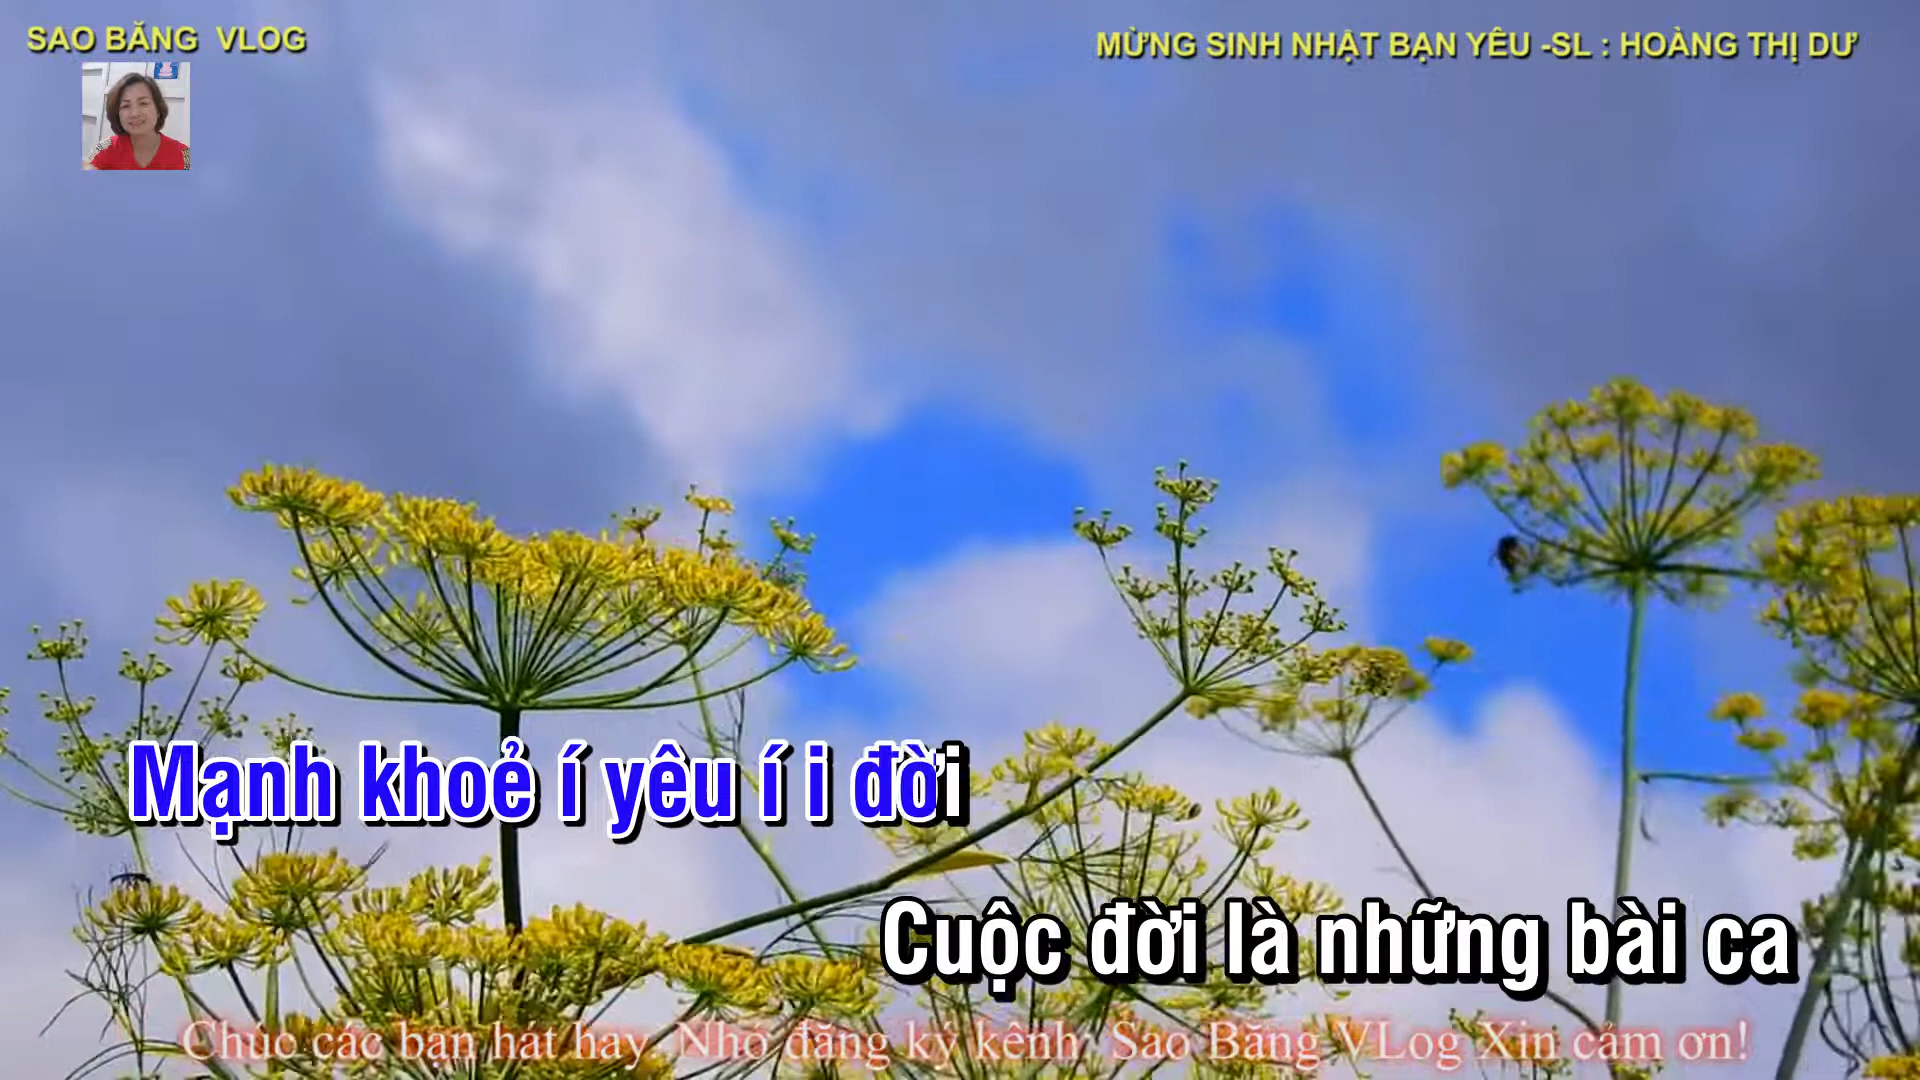 SAO BĂNG VLOG
MỪNG SINH NHẬT BẠN YÊU -SL : HOÀNG THỊ DƯ
Mạnh khoẻ í yêu í i đời
Cuộc đời là những bài ca
Chúc các bạn hát hay. Nhớ đăng ký kênh: Sao Băng VLog Xin cảm ơn!